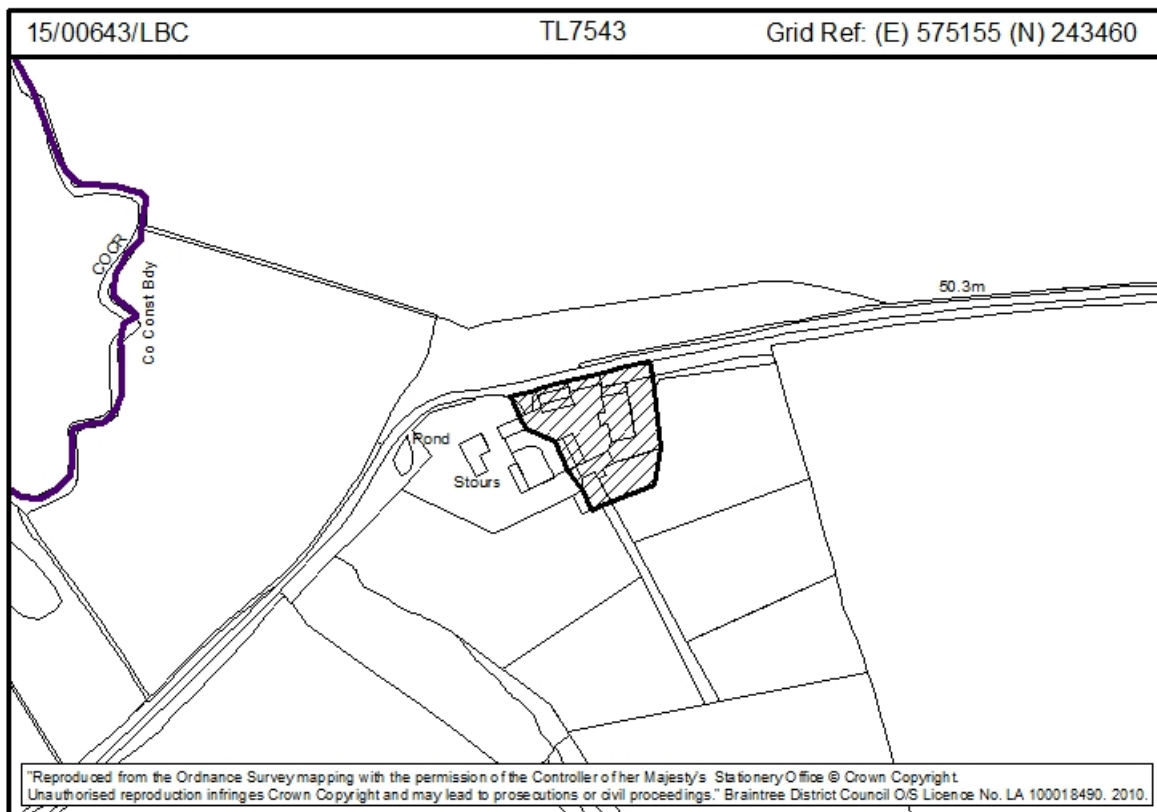 15/00643/LBC
TL7543
Grid Ref: (E) 575155 (N) 243460
CoCR
Co Const Bdy
50.3m
Pond
Stours
"Reproduced from the Ordnance Survey mapping with the permission of the Controller of her Majesty's Stationery Office © Crown Copyright.
Unauthorised reproduction infringes Crown Copyright and may lead to prosecutions or civil proceedings." Braintree District Council O/S Licence No. LA 100018490. 2010.